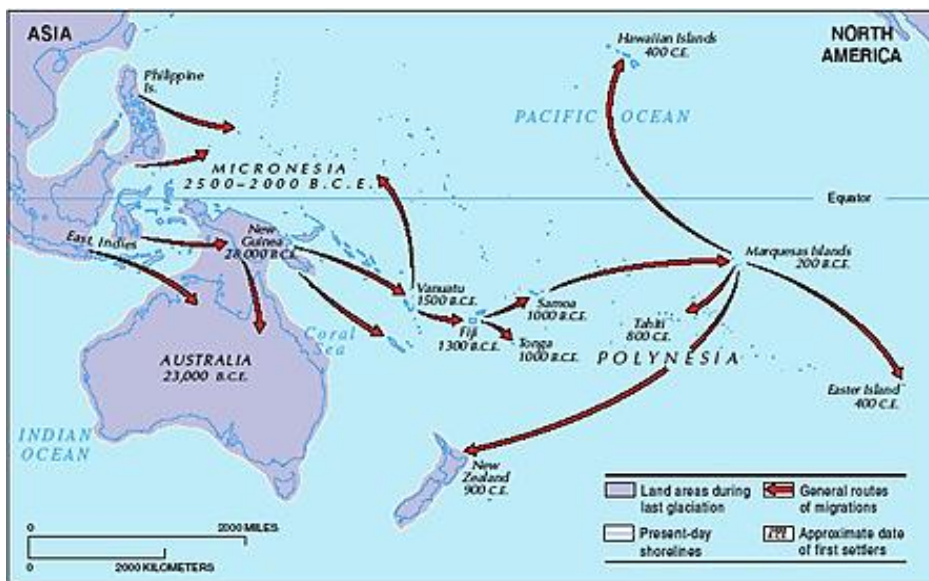 ASIA
NORTH
AMERICA
Hawaiian Islands
400 C.E.
Philippine
Is.
PACIFIC OCEAN
MICRONESIA
2500–2000 B.C.E.
Equator
East Indies
New
Guinea
28,000 B.C.E.
Marquesas Islands
200 B.C.E.
Vanuatu
1500 B.C.E.
Samoa
1000 B.C.E.
Fiji
1300 B.C.E.
Tonga
1000 B.C.E.
Tahiti
800 C.E.
Coral
Sea
POLYNESIA
AUSTRALIA
23,000 B.C.E.
Easter Island
400 C.E.
INDIAN
OCEAN
New
Zealand
900 C.E.
0 2000 MILES
0 2000 KILOMETERS
Land areas during
last glaciation
General routes
of migrations
Present-day
shorelines
Approximate date
of first settlers